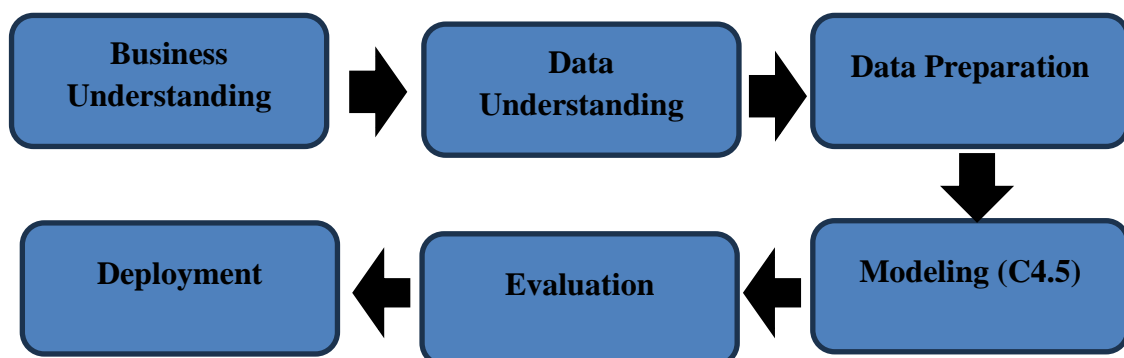 Business
Understanding
Data
Understanding
Data Preparation
Modeling (C4.5)
Evaluation
Deployment